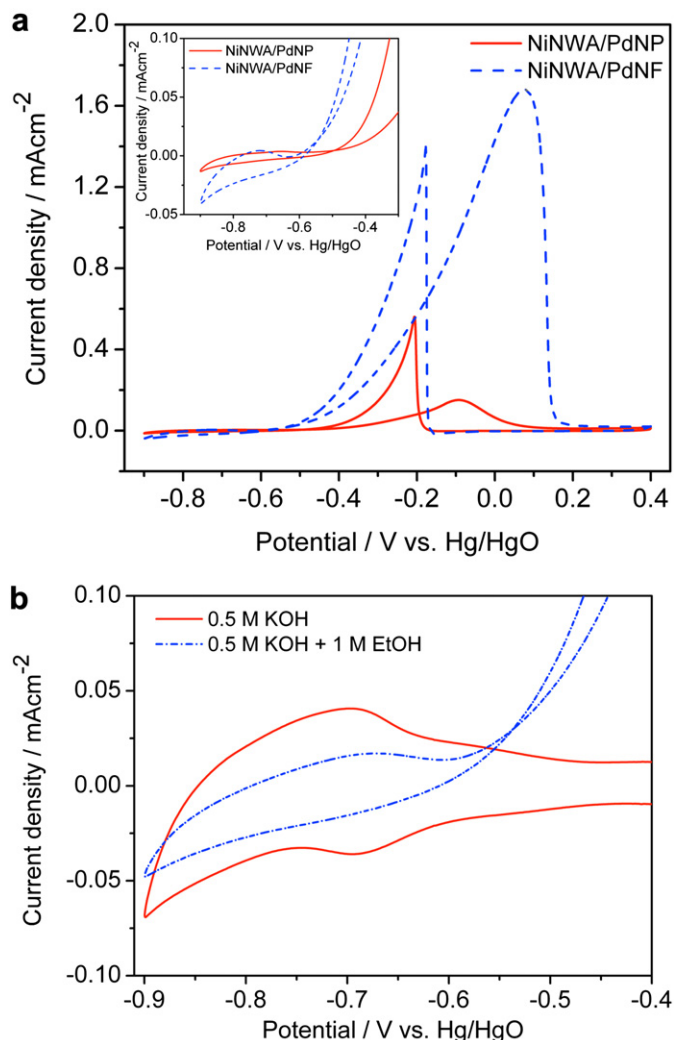 a
NiNWA/PdNP
NiNWA/PdNF
2.0
1.6
1.2
0.8
0.4
0.0
Current density / mAcm-2
-0.8 -0.6 -0.4 -0.2 0.0 0.2 0.4
Potential / V vs. Hg/HgO
NiNWA/PdNP
NiNWA/PdNF
0.10
0.05
0.00
-0.05
Current density / mAcm-2
-0.8 -0.6 -0.4
Potential / V vs. Hg/HgO
b
0.5 M KOH
0.5 M KOH + 1 M EtOH
0.10
0.05
0.00
-0.05
-0.10
Current density / mAcm-2
-0.9 -0.8 -0.7 -0.6 -0.5 -0.4
Potential / V vs. Hg/HgO